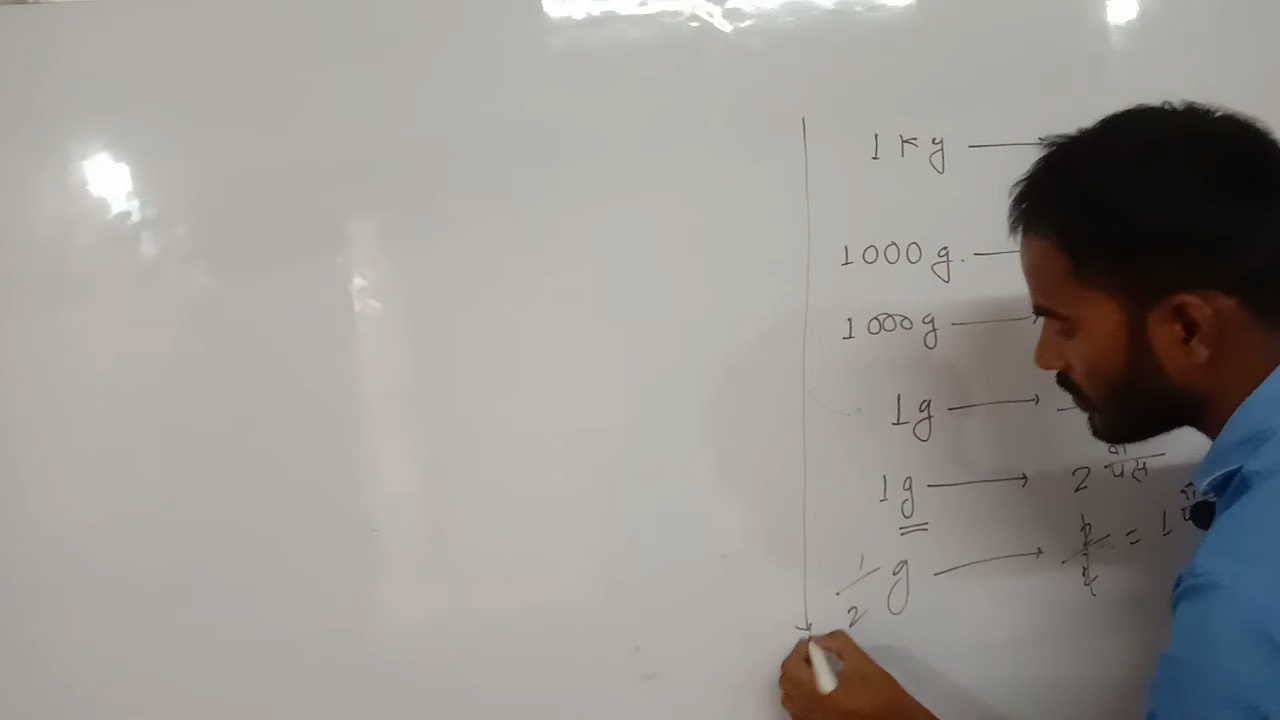 1 Kg →
1000 g. —
1000 g →
1g →
1g → 2 पैसे
1/2 g → = 1